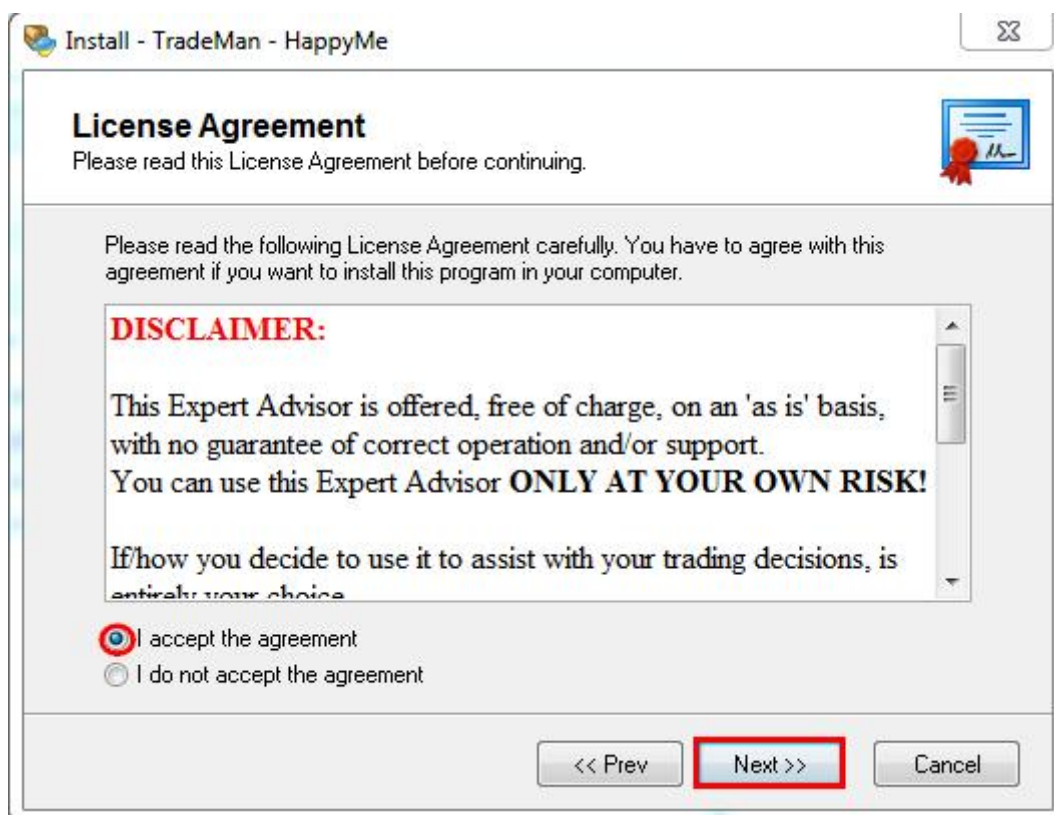 Install - TradeMan - HappyMe
License Agreement
Please read this License Agreement before continuing.
Please read the following License Agreement carefully. You have to agree with this
agreement if you want to install this program in your computer.
DISCLAIMER:
This Expert Advisor is offered, free of charge, on an 'as is' basis,
with no guarantee of correct operation and/or support.
You can use this Expert Advisor ONLY AT YOUR OWN RISK!
If/how you decide to use it to assist with your trading decisions, is
entirely your choice
I accept the agreement
I do not accept the agreement
<< Prev
Next >>
Cancel